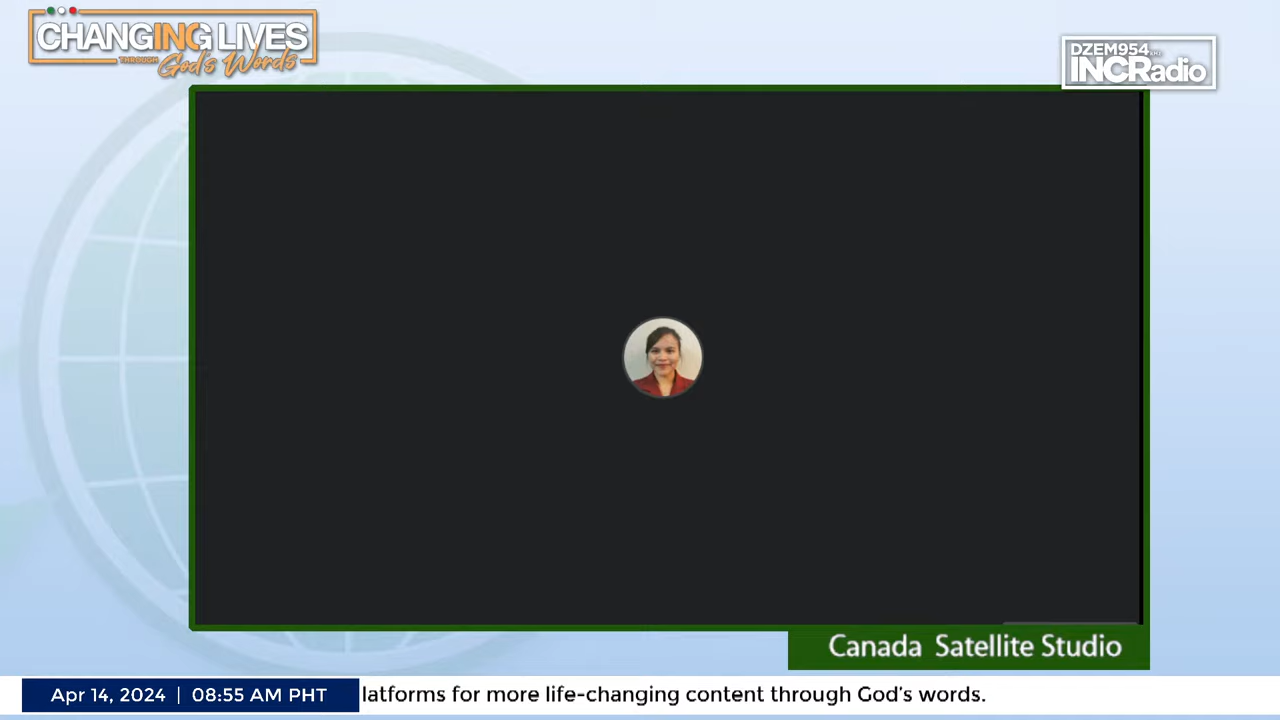 CHANGING LIVES
THROUGH God's Words
DZEM954
INCRadio
Canada Satellite Studio
Apr 14, 2024 | 08:55 AM PHT
latforms for more life-changing content through God's words.